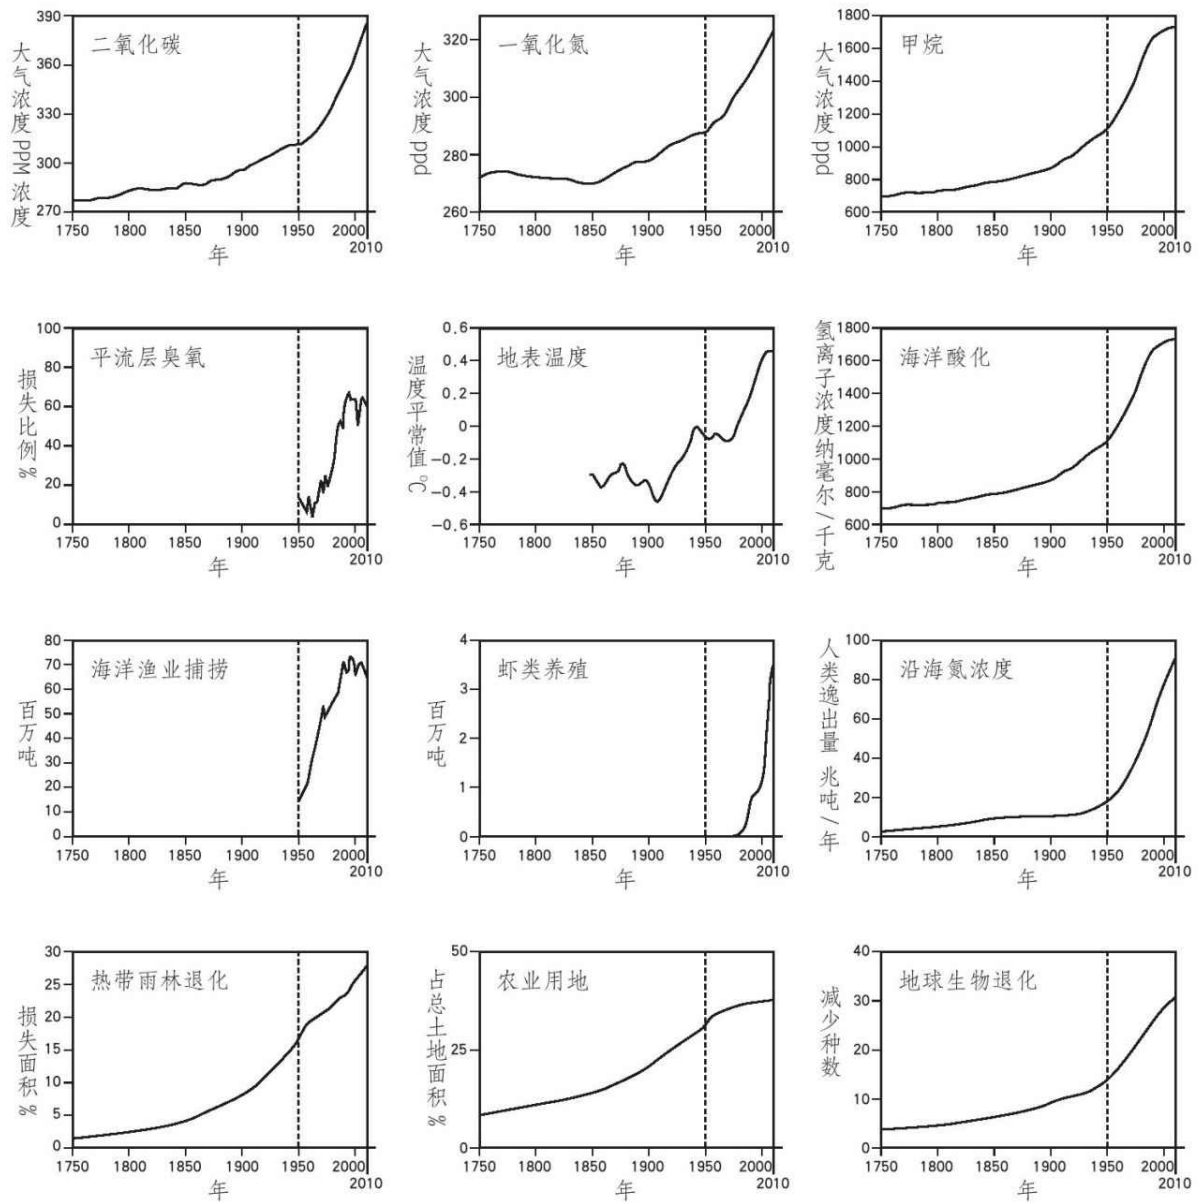 二氧化碳
大气浓度 PPM 浓度
390
360
330
300
270
1750 1800 1850 1900 1950 2000 2010
年
一氧化氮
大气浓度 ppd
320
300
280
260
1750 1800 1850 1900 1950 2000 2010
年
甲烷
大气浓度 ppd
1800
1600
1400
1200
1000
800
600
1750 1800 1850 1900 1950 2000 2010
年
平流层臭氧
损失比例 %
100
80
60
40
20
0
1750 1800 1850 1900 1950 2000 2010
年
地表温度
温度平常值 °C
0.6
0.4
0.2
0
-0.2
-0.4
-0.6
1750 1800 1850 1900 1950 2000 2010
年
海洋酸化
氢离子浓度纳毫尔/千克
1800
1600
1400
1200
1000
800
600
1750 1800 1850 1900 1950 2000 2010
年
海洋渔业捕捞
百万吨
80
70
60
50
40
30
20
10
0
1750 1800 1850 1900 1950 2000 2010
年
虾类养殖
百万吨
4
3
2
1
0
1750 1800 1850 1900 1950 2000 2010
年
沿海氮浓度
人类逸出量 兆吨/年
100
80
60
40
20
0
1750 1800 1850 1900 1950 2000 2010
年
热带雨林退化
损失面积 %
30
25
20
15
10
5
0
1750 1800 1850 1900 1950 2000 2010
年
农业用地
占总土地面积 %
50
25
0
1750 1800 1850 1900 1950 2000 2010
年
地球生物退化
减少种数
40
30
20
10
0
1750 1800 1850 1900 1950 2000 2010
年